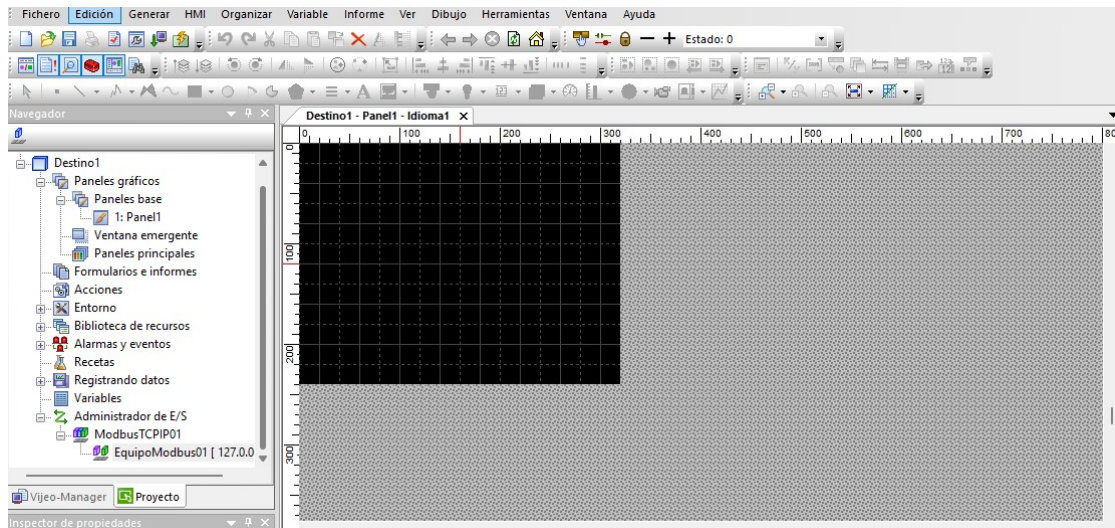 Fichero Edición Generar HMI Organizar Variable Informe Ver Dibujo Herramientas Ventana Ayuda
Estado: 0
Navegador
Destino1 - Panel1 - Idioma1 X
0 100 200 300 400 500 600 700 80
0
100
200
300
Destino1
Paneles gráficos
Paneles base
1: Panel1
Ventana emergente
Paneles principales
Formularios e informes
Acciones
Entorno
Biblioteca de recursos
Alarmas y eventos
Recetas
Registrando datos
Variables
Administrador de E/S
ModbusTCPIP01
EquipoModbus01 [ 127.0.0
Vijeo-Manager Proyecto
Inspector de propiedades